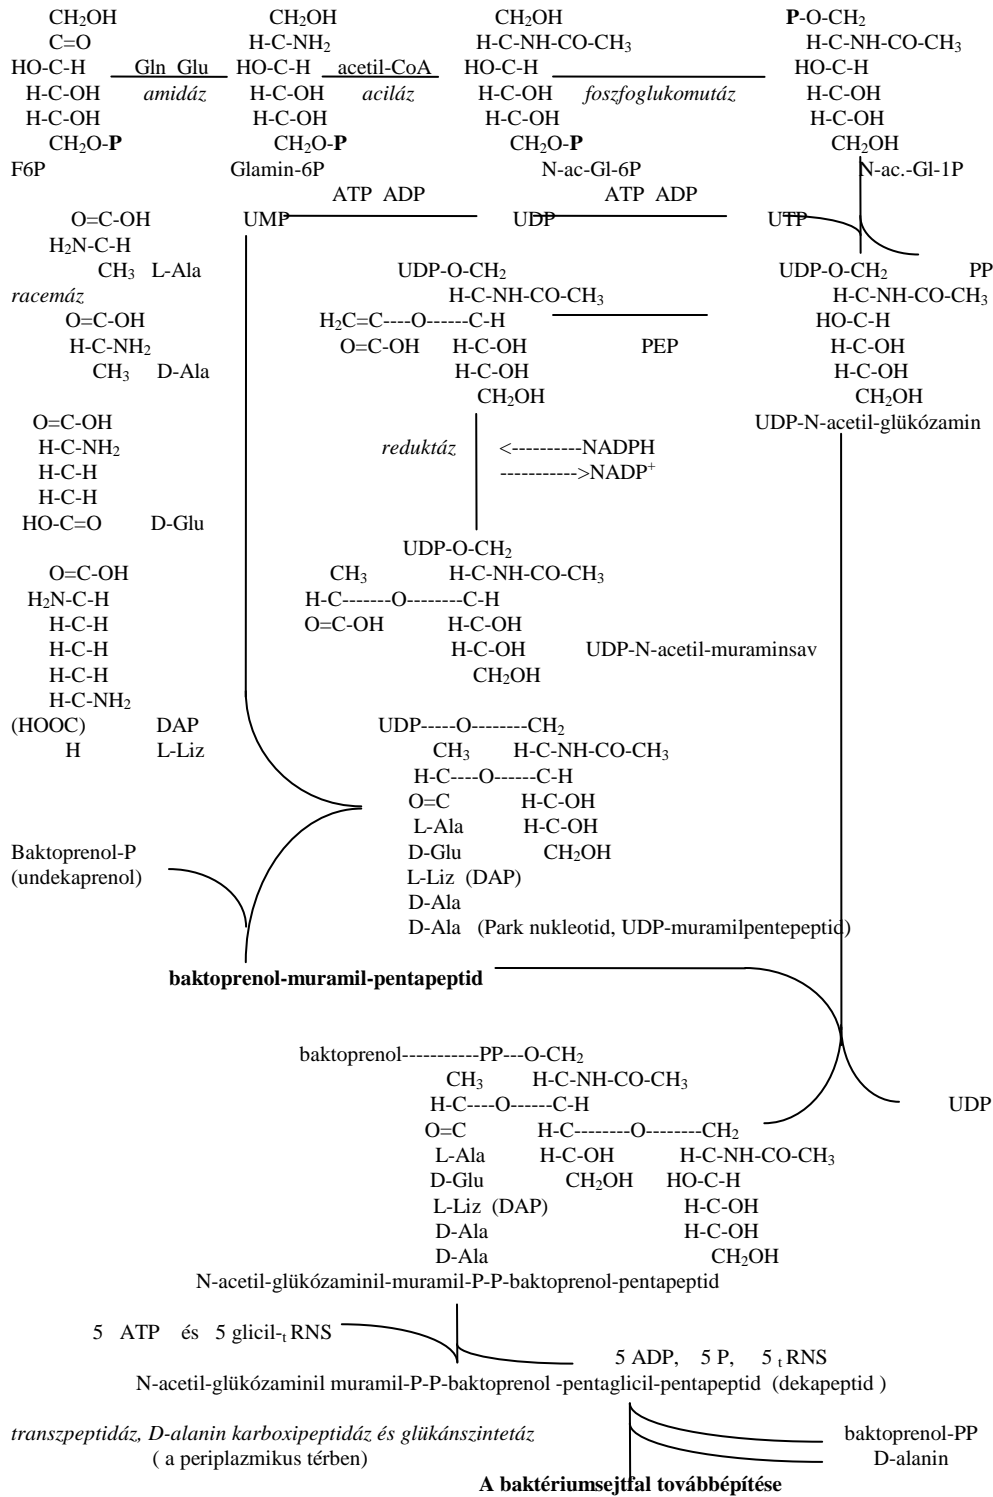 CH₂OH CH₂OH CH₂OH P-O-CH₂
C=O H-C-NH₂ H-C-NH-CO-CH₃ H-C-NH-CO-CH₃
HO-C-H Gln Glu HO-C-H acetil-CoA HO-C-H HO-C-H
H-C-OH amidáz H-C-OH aciláz H-C-OH foszfoglukomutáz H-C-OH
H-C-OH H-C-OH H-C-OH H-C-OH
CH₂O-P CH₂O-P CH₂O-P CH₂OH
F6P Glamin-6P N-ac-Gl-6P N-ac.-Gl-1P
ATP ADP ATP ADP
O=C-OH UMP UDP UTP
H₂N-C-H
CH₃ L-Ala UDP-O-CH₂ UDP-O-CH₂ PP
racemáz H-C-NH-CO-CH₃ H-C-NH-CO-CH₃
O=C-OH H₂C=C----O------C-H HO-C-H
H-C-NH₂ O=C-OH H-C-OH PEP H-C-OH
CH₃ D-Ala H-C-OH H-C-OH
CH₂OH CH₂OH
O=C-OH UDP-N-acetil-glükózamin
H-C-NH₂ reduktáz <----------NADPH
H-C-H ----------->NADP⁺
H-C-H
HO-C=O D-Glu
UDP-O-CH₂
O=C-OH CH₃ H-C-NH-CO-CH₃
H₂N-C-H H-C-------O--------C-H
H-C-H O=C-OH H-C-OH
H-C-H H-C-OH UDP-N-acetil-muraminsav
H-C-H CH₂OH
H-C-NH₂
(HOOC) DAP UDP-----O--------CH₂
H L-Liz CH₃ H-C-NH-CO-CH₃
H-C----O------C-H
O=C H-C-OH
L-Ala H-C-OH
Baktoprenol-P D-Glu CH₂OH
(undekaprenol) L-Liz (DAP)
D-Ala
D-Ala (Park nukleotid, UDP-muramilpentepeptid)
baktoprenol-muramil-pentapeptid
baktoprenol-----------PP---O-CH₂
CH₃ H-C-NH-CO-CH₃
H-C----O------C-H UDP
O=C H-C--------O--------CH₂
L-Ala H-C-OH H-C-NH-CO-CH₃
D-Glu CH₂OH HO-C-H
L-Liz (DAP) H-C-OH
D-Ala H-C-OH
D-Ala CH₂OH
N-acetil-glükózaminil-muramil-P-P-baktoprenol-pentapeptid
5 ATP és 5 glicil-ₜRNS
5 ADP, 5 P, 5 ₜRNS
N-acetil-glükózaminil muramil-P-P-baktoprenol -pentaglicil-pentapeptid (dekapeptid )
transzpeptidáz, D-alanin karboxipeptidáz és glükánszintetáz baktoprenol-PP
( a periplazmikus térben) D-alanin
A baktériumsejtfal továbbépítése